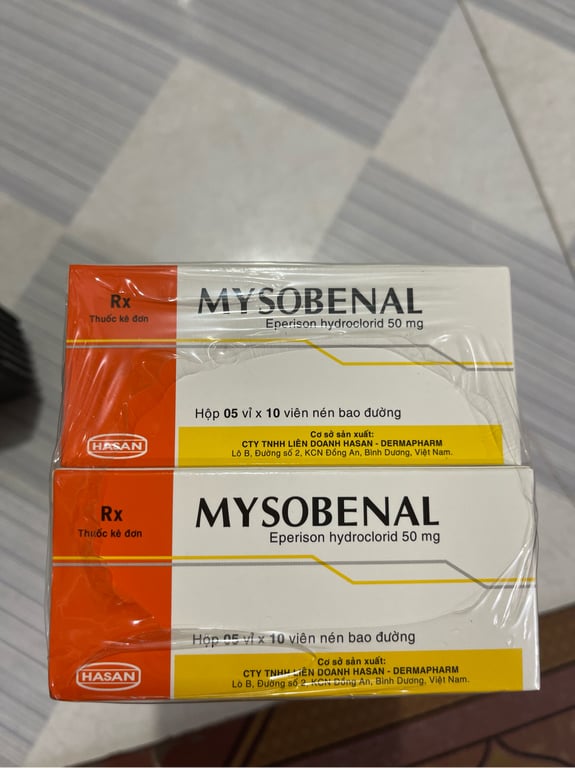 Rx
Thuốc kê đơn
MYSOBENAL
Eperison hydroclorid 50 mg
Hộp 05 vỉ x 10 viên nén bao đường
HASAN
Cơ sở sản xuất:
CTY TNHH LIÊN DOANH HASAN - DERMAPHARM
Lô B, Đường số 2, KCN Đồng An, Bình Dương, Việt Nam.
Rx
Thuốc kê đơn
MYSOBENAL
Eperison hydroclorid 50 mg
Hộp 05 vỉ x 10 viên nén bao đường
HASAN
Cơ sở sản xuất:
CTY TNHH LIÊN DOANH HASAN - DERMAPHARM
Lô B, Đường số 2, KCN Đồng An, Bình Dương, Việt Nam.